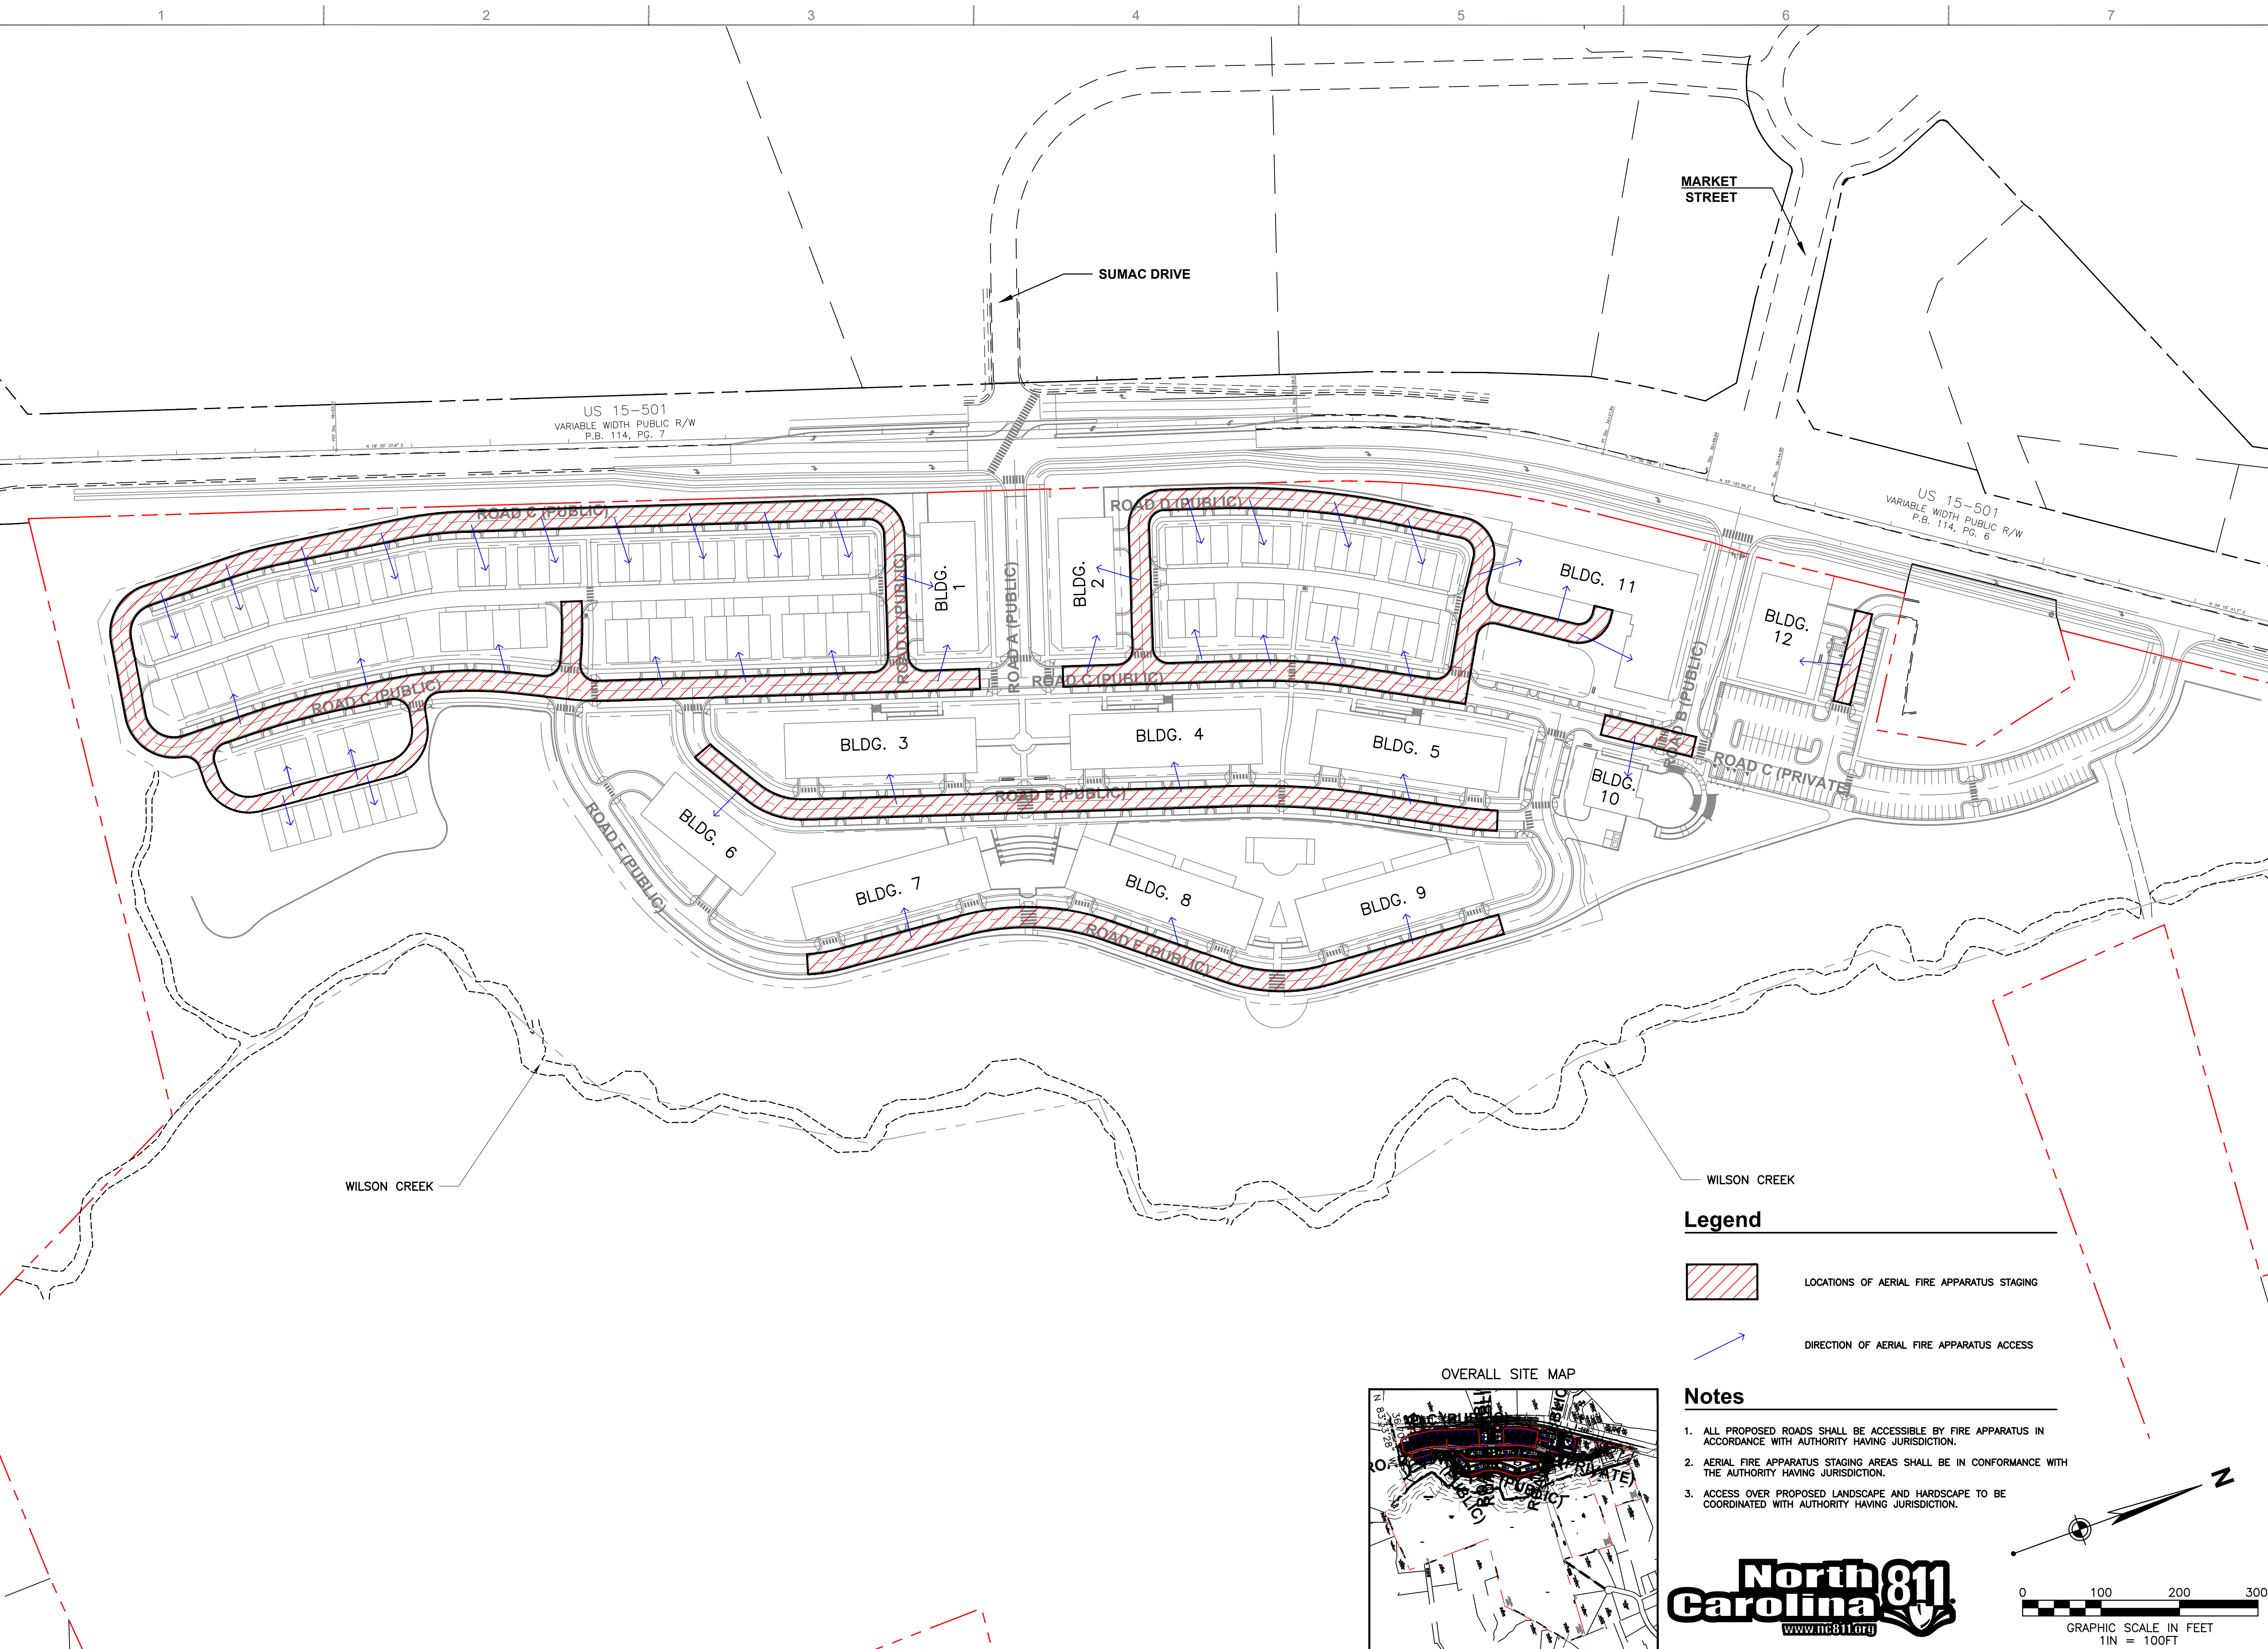 1 2 3 4 5 6 7
MARKET
STREET
SUMAC DRIVE
US 15-501
VARIABLE WIDTH PUBLIC R/W
P.B. 114, PG. 7
US 15-501
VARIABLE WIDTH PUBLIC R/W
P.B. 114, PG. 6
ROAD C (PUBLIC)
ROAD D (PUBLIC)
ROAD C (PUBLIC)
BLDG.
1
ROAD A (PUBLIC)
BLDG.
2
BLDG. 11
BLDG.
12
ROAD B (PUBLIC)
ROAD C (PUBLIC)
ROAD C (PUBLIC)
BLDG. 3
BLDG. 4
BLDG. 5
BLDG.
10
ROAD C (PRIVATE)
ROAD E (PUBLIC)
BLDG. 6
ROAD F (PUBLIC)
BLDG. 7
BLDG. 8
BLDG. 9
ROAD F (PUBLIC)
WILSON CREEK
WILSON CREEK
Legend
LOCATIONS OF AERIAL FIRE APPARATUS STAGING
DIRECTION OF AERIAL FIRE APPARATUS ACCESS
OVERALL SITE MAP
Notes
1. ALL PROPOSED ROADS SHALL BE ACCESSIBLE BY FIRE APPARATUS IN
ACCORDANCE WITH AUTHORITY HAVING JURISDICTION.
2. AERIAL FIRE APPARATUS STAGING AREAS SHALL BE IN CONFORMANCE WITH
THE AUTHORITY HAVING JURISDICTION.
3. ACCESS OVER PROPOSED LANDSCAPE AND HARDSCAPE TO BE
COORDINATED WITH AUTHORITY HAVING JURISDICTION.
N
North
Carolina 811
www.nc811.org
0 100 200 300
GRAPHIC SCALE IN FEET
1IN = 100FT